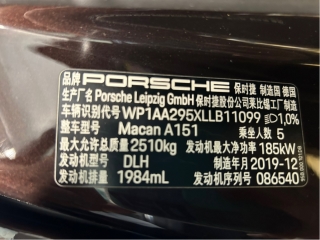 品牌 PORSCHE 保时捷 制造国 德国
生产厂名 Porsche Leipzig GmbH 保时捷股份公司莱比锡工厂制造
车辆识别代号 WP1AA295XLLB11099 1,0%
整车型号 Macan A151 乘坐人数 5
最大允许总质量 2510kg 发动机最大净功率 185kW
发动机型号 DLH 制造年月 2019-12
发动机排量 1984mL 发动机序列号 086540